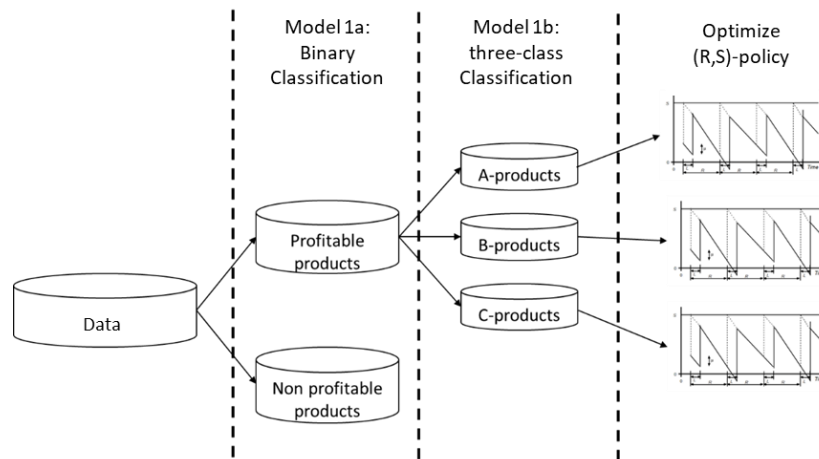 Model 1a:
Binary
Classification
Model 1b:
three-class
Classification
Optimize
(R,S)-policy
A-products
Profitable
products
B-products
Data
C-products
Non profitable
products